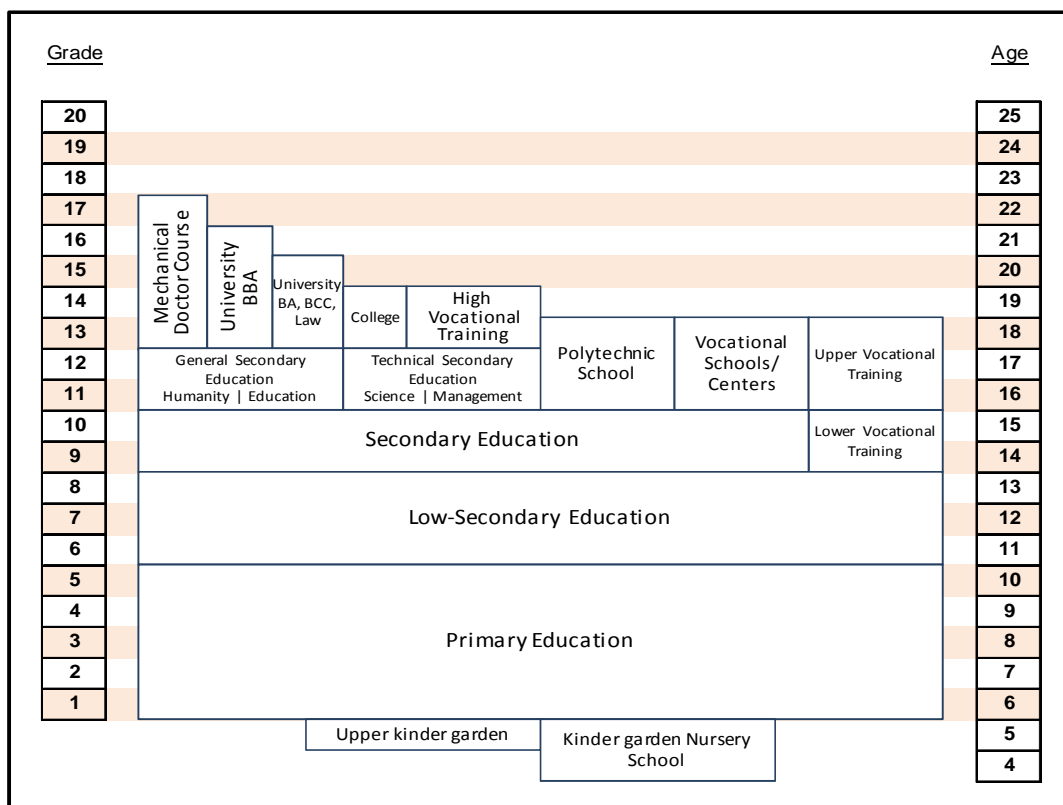 Grade
Age
20
25
19
24
18
23
17
22
16
21
15
20
14
19
13
18
12
17
11
16
10
15
9
14
8
13
7
12
6
11
5
10
4
9
3
8
2
7
1
6
5
4
Mechanical
Doctor Course
University
BBA
University
BA, BCC,
Law
College
High
Vocational
Training
General Secondary
Education
Humanity | Education
Technical Secondary
Education
Science | Management
Polytechnic
School
Vocational
Schools/
Centers
Upper Vocational
Training
Secondary Education
Lower Vocational
Training
Low-Secondary Education
Primary Education
Upper kinder garden
Kinder garden Nursery
School